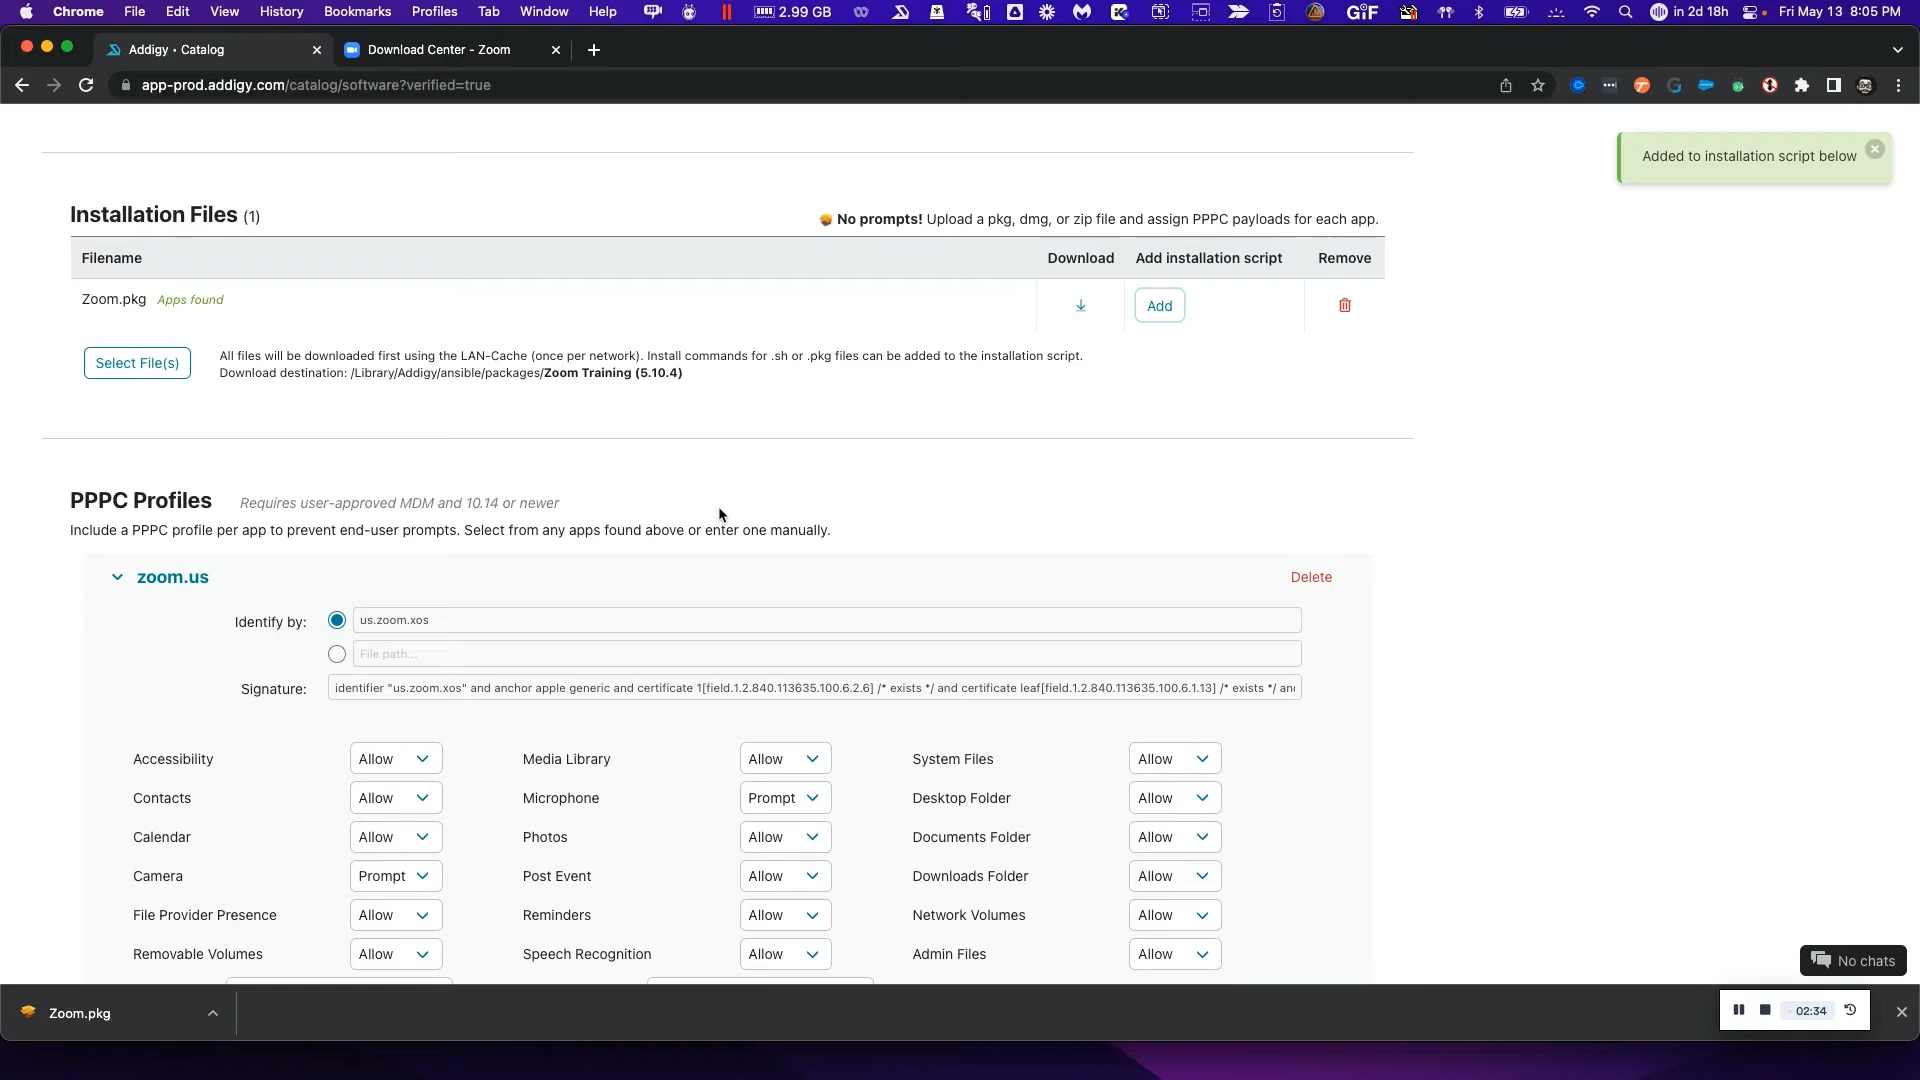 Chrome File Edit View History Bookmarks Profiles Tab Window Help 2.99 GB GIF in 2d 18h Fri May 13 8:05 PM
Addigy • Catalog
Download Center - Zoom
app-prod.addigy.com/catalog/software?verified=true
Added to installation script below
Installation Files (1)
No prompts! Upload a pkg, dmg, or zip file and assign PPPC payloads for each app.
Filename Download Add installation script Remove
Zoom.pkg Apps found Add
Select File(s)
All files will be downloaded first using the LAN-Cache (once per network). Install commands for .sh or .pkg files can be added to the installation script.
Download destination: /Library/Addigy/ansible/packages/Zoom Training (5.10.4)
PPPC Profiles Requires user-approved MDM and 10.14 or newer
Include a PPPC profile per app to prevent end-user prompts. Select from any apps found above or enter one manually.
zoom.us Delete
Identify by: us.zoom.xos
File path...
Signature: identifier "us.zoom.xos" and anchor apple generic and certificate 1[field.1.2.840.113635.100.6.2.6] /* exists */ and certificate leaf[field.1.2.840.113635.100.6.1.13] /* exists */ and
Accessibility Allow Media Library Allow System Files Allow
Contacts Allow Microphone Prompt Desktop Folder Allow
Calendar Allow Photos Allow Documents Folder Allow
Camera Prompt Post Event Allow Downloads Folder Allow
File Provider Presence Allow Reminders Allow Network Volumes Allow
Removable Volumes Allow Speech Recognition Allow Admin Files Allow
No chats
Zoom.pkg
02:34